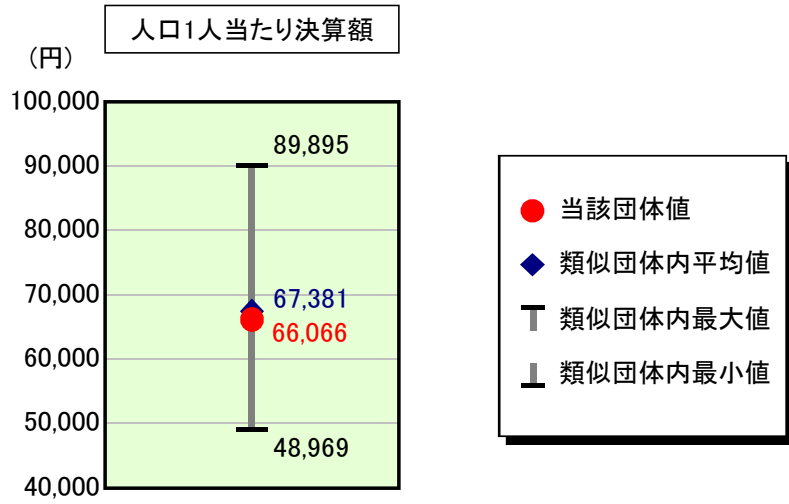 人口1人当たり決算額
(円)
100,000
90,000
80,000
70,000
60,000
50,000
40,000
89,895
67,381
66,066
48,969
当該団体値
類似団体内平均値
類似団体内最大値
類似団体内最小値